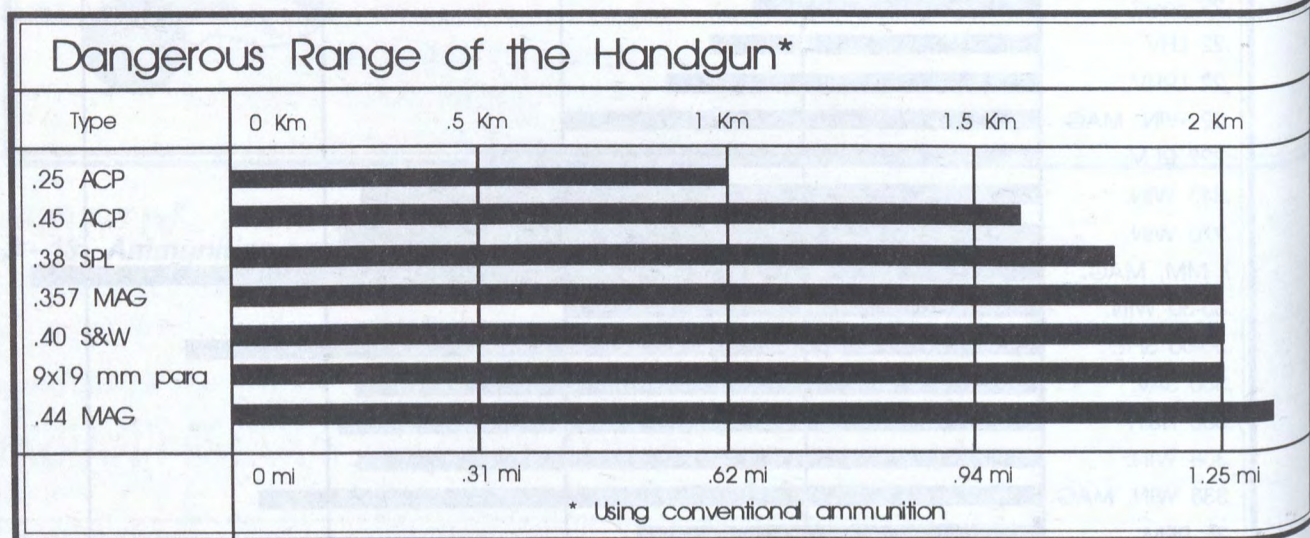 Dangerous Range of the Handgun*
Type 0 Km .5 Km 1 Km 1.5 Km 2 Km
.25 ACP
.45 ACP
.38 SPL
.357 MAG
.40 S&W
9x19 mm para
.44 MAG
0 mi .31 mi .62 mi .94 mi 1.25 mi
* Using conventional ammunition